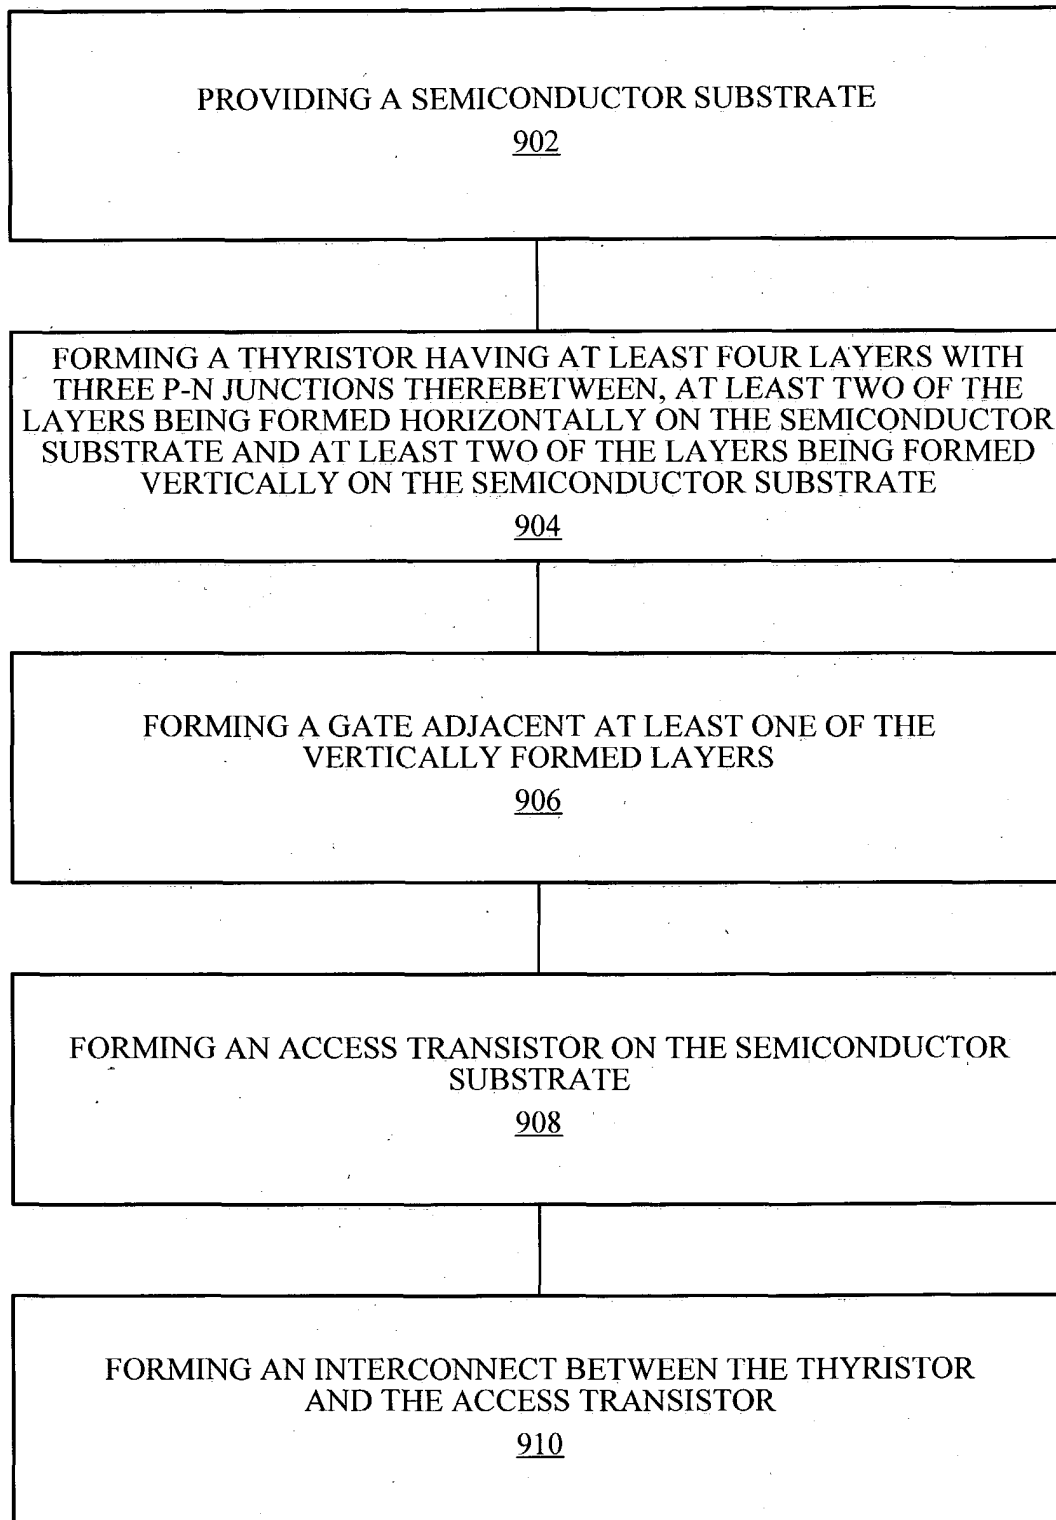 PROVIDING A SEMICONDUCTOR SUBSTRATE
902
FORMING A THYRISTOR HAVING AT LEAST FOUR LAYERS WITH
THREE P-N JUNCTIONS THEREBETWEEN, AT LEAST TWO OF THE
LAYERS BEING FORMED HORIZONTALLY ON THE SEMICONDUCTOR
SUBSTRATE AND AT LEAST TWO OF THE LAYERS BEING FORMED
VERTICALLY ON THE SEMICONDUCTOR SUBSTRATE
904
FORMING A GATE ADJACENT AT LEAST ONE OF THE
VERTICALLY FORMED LAYERS
906
FORMING AN ACCESS TRANSISTOR ON THE SEMICONDUCTOR
SUBSTRATE
908
FORMING AN INTERCONNECT BETWEEN THE THYRISTOR
AND THE ACCESS TRANSISTOR
910